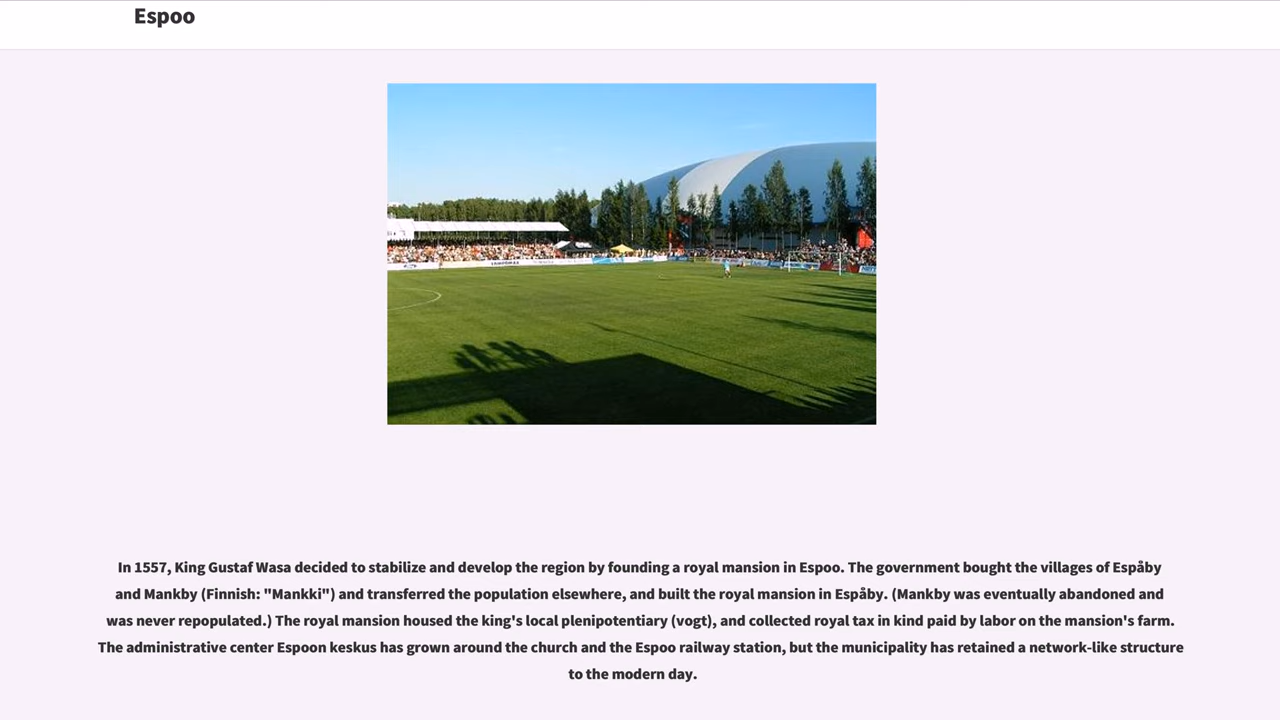 Espoo
In 1557, King Gustaf Wasa decided to stabilize and develop the region by founding a royal mansion in Espoo. The government bought the villages of Espåby
and Mankby (Finnish: "Mankki") and transferred the population elsewhere, and built the royal mansion in Espåby. (Mankby was eventually abandoned and
was never repopulated.) The royal mansion housed the king's local plenipotentiary (vogt), and collected royal tax in kind paid by labor on the mansion's farm.
The administrative center Espoon keskus has grown around the church and the Espoo railway station, but the municipality has retained a network-like structure
to the modern day.